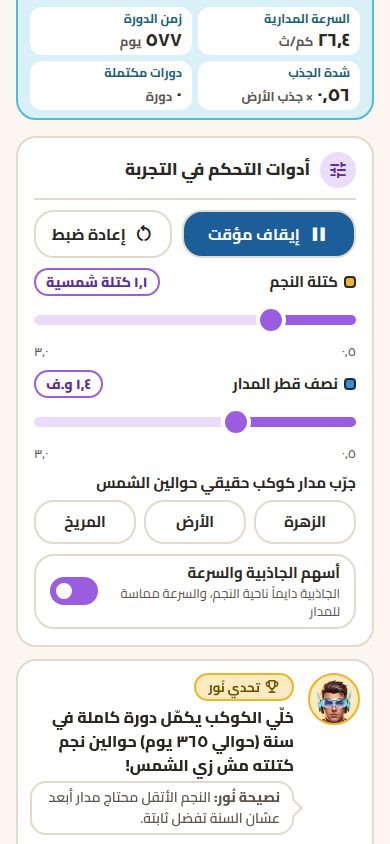 السرعة المدارية
٢٦,٤ كم/ث
زمن الدورة
٥٧٧ يوم
شدة الجذب
٠,٥٦ × جذب الأرض
دورات مكتملة
٠ دورة
أدوات التحكم في التجربة
إيقاف مؤقت
إعادة ضبط
كتلة النجم
١,١ كتلة شمسية
٠,٥
٣,٠
نصف قطر المدار
١,٤ و.ف
٠,٥
٣,٠
جرّب مدار كوكب حقيقي حوالين الشمس
الزهرة
الأرض
المريخ
أسهم الجاذبية والسرعة
الجاذبية دايماً ناحية النجم، والسرعة مماسة
للمدار
تحدي نُور
خلّي الكوكب يكمّل دورة كاملة في
سنة (حوالي ٣٦٥ يوم) حوالين نجم
كتلته مش زي الشمس!
نصيحة نُور: النجم الأتقل محتاج مدار أبعد
عشان السنة تفضل ثابتة.